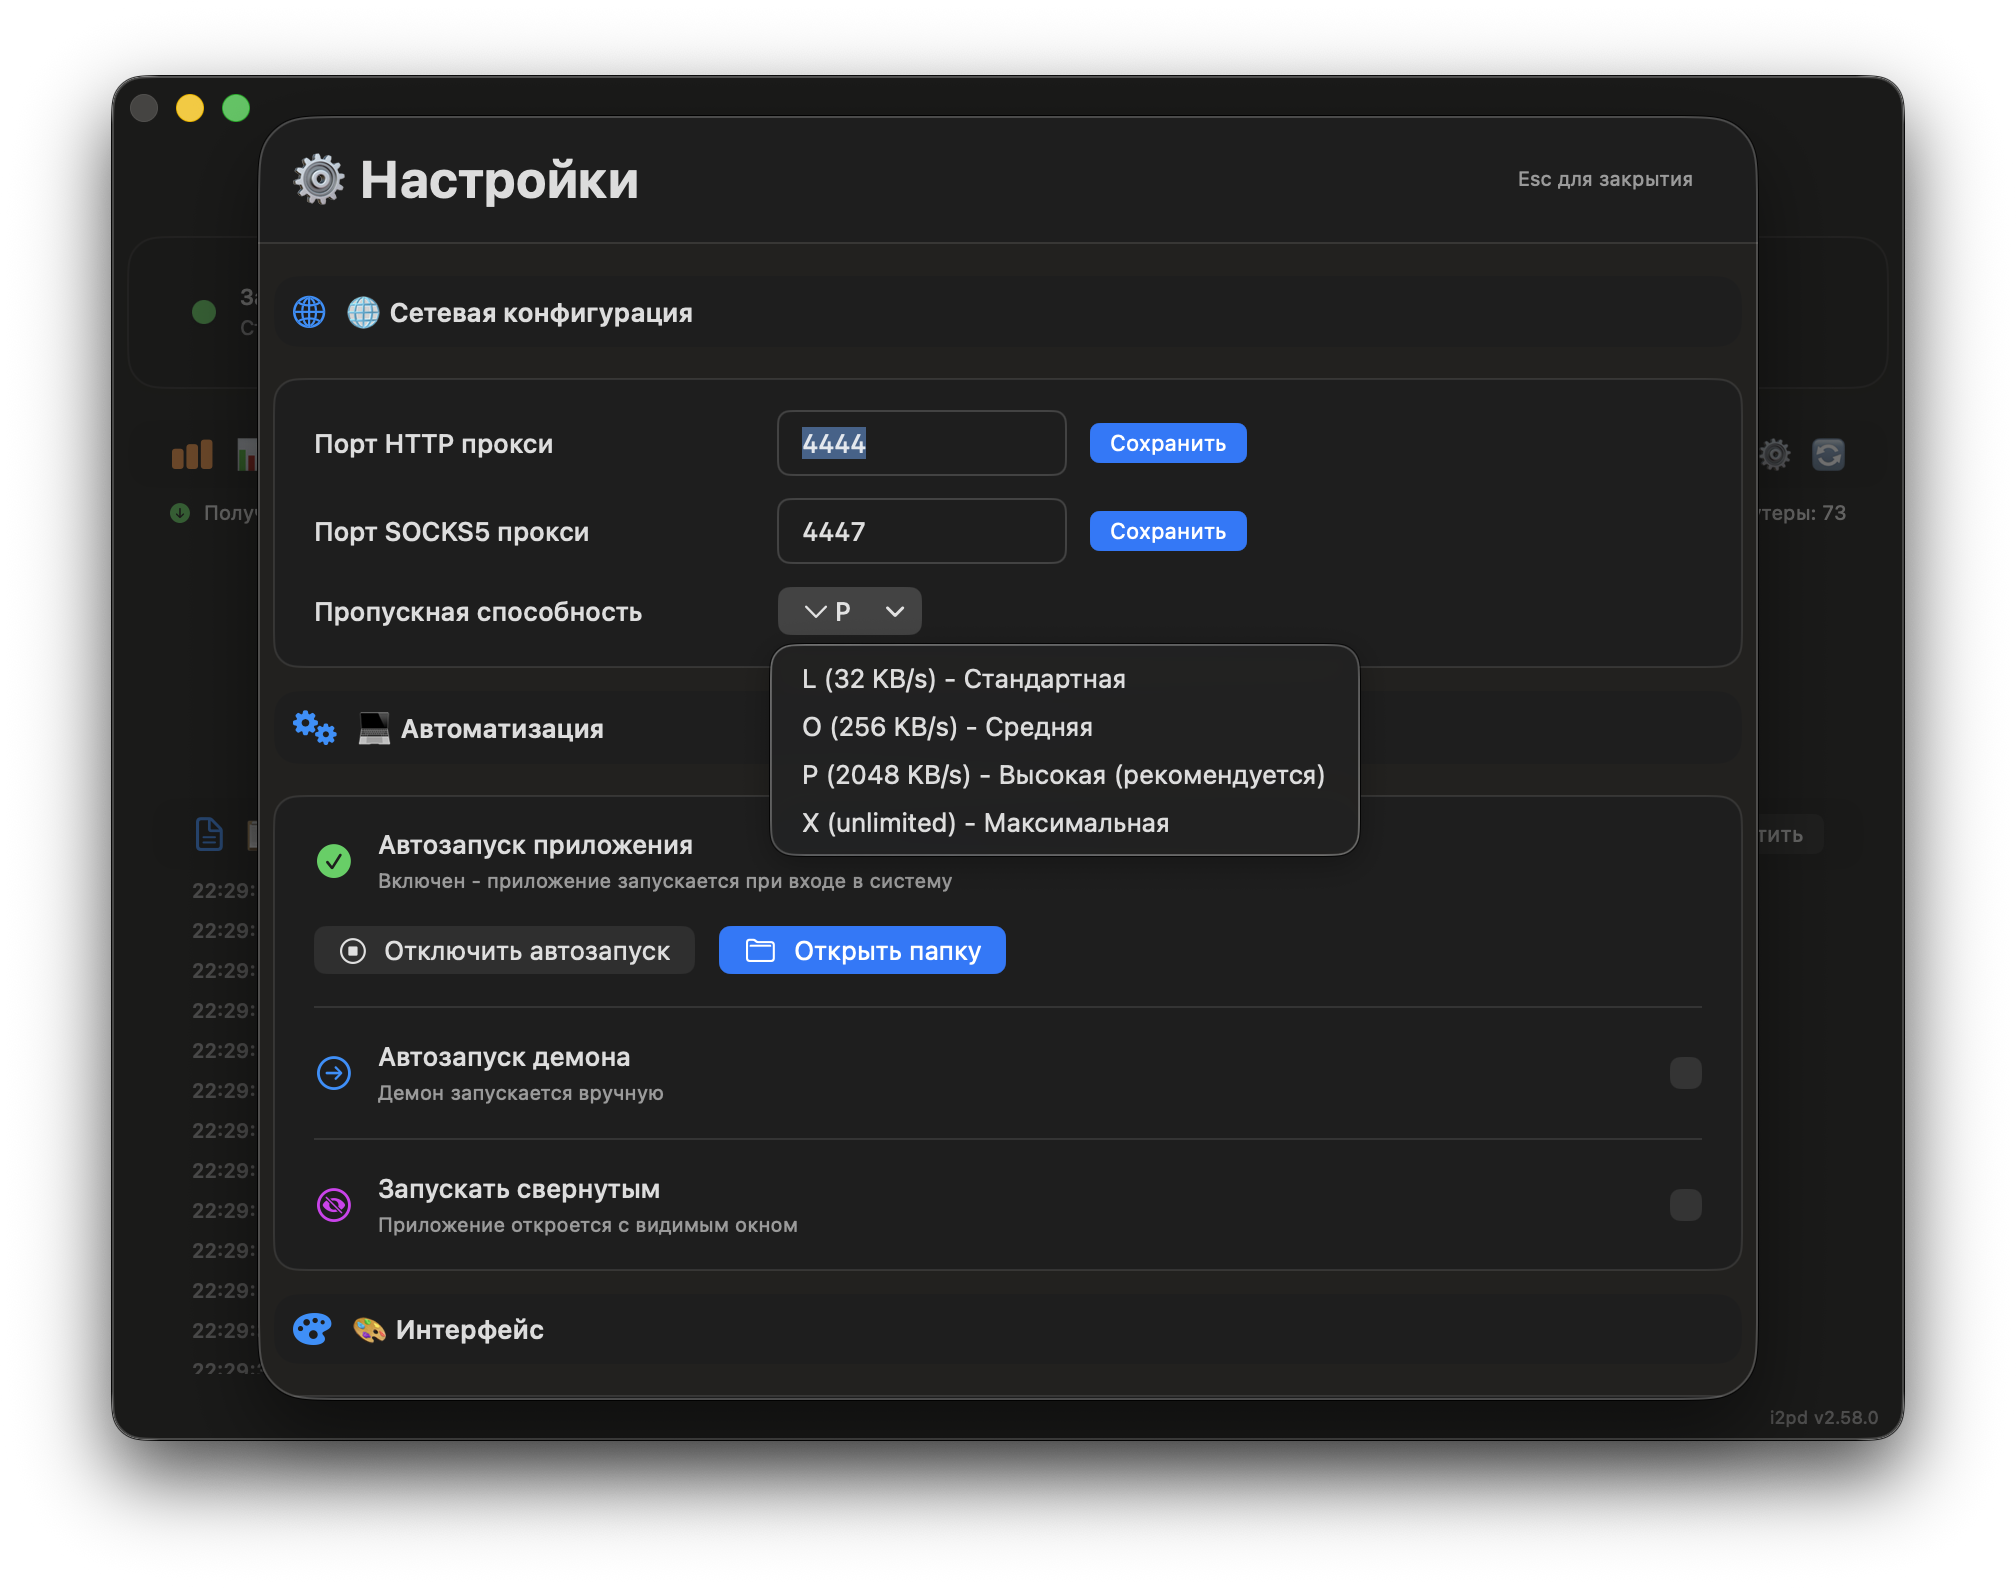 Настройки
Esc для закрытия
Сетевая конфигурация
Порт HTTP прокси
4444
Сохранить
Порт SOCKS5 прокси
4447
Сохранить
Пропускная способность
P
L (32 KB/s) - Стандартная
O (256 KB/s) - Средняя
P (2048 KB/s) - Высокая (рекомендуется)
X (unlimited) - Максимальная
Автоматизация
Автозапуск приложения
Включен - приложение запускается при входе в систему
Отключить автозапуск
Открыть папку
Автозапуск демона
Демон запускается вручную
Запускать свернутым
Приложение откроется с видимым окном
Интерфейс
73
22:29:
22:29:
22:29:
22:29:
22:29:
22:29:
22:29:
22:29:
22:29:
22:29:
22:29:
22:29:
22:29:
i2pd v2.58.0